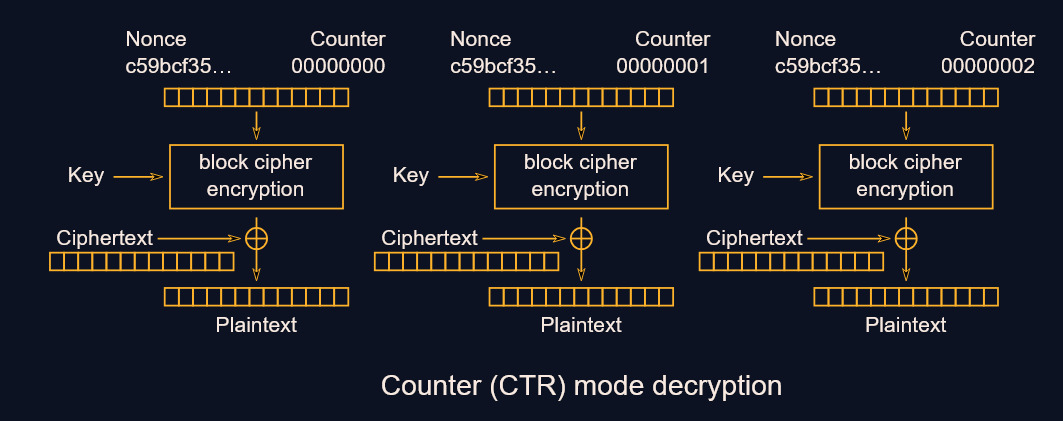 Nonce Counter Nonce Counter Nonce Counter
c59bcf35... 00000000 c59bcf35... 00000001 c59bcf35... 00000002
block cipher block cipher block cipher
Key Key Key
encryption encryption encryption
Ciphertext Ciphertext Ciphertext
Plaintext Plaintext Plaintext
Counter (CTR) mode decryption